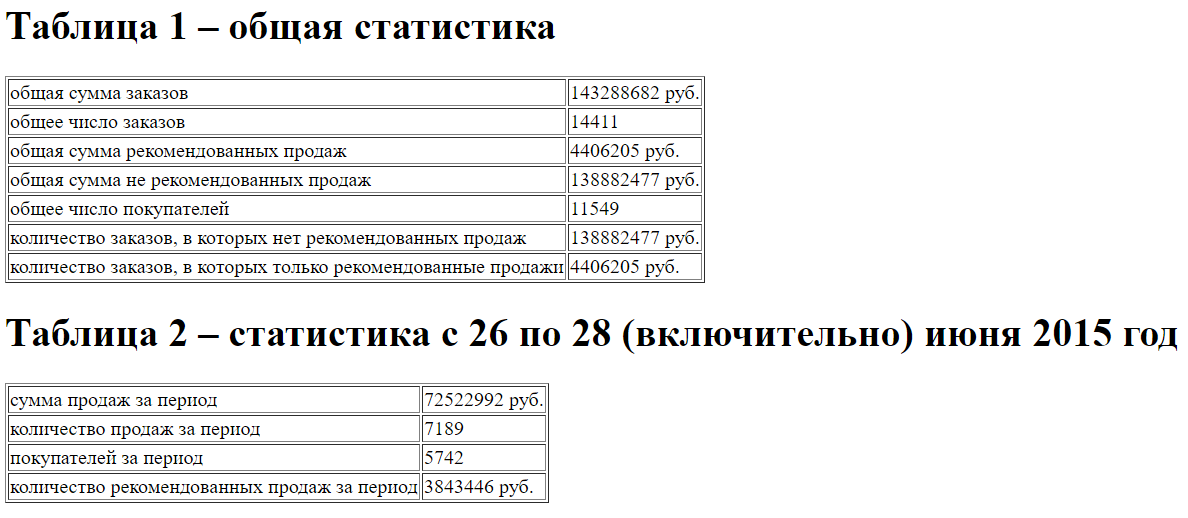 Таблица 1 – общая статистика
общая сумма заказов 143288682 руб.
общее число заказов 14411
общая сумма рекомендованных продаж 4406205 руб.
общая сумма не рекомендованных продаж 138882477 руб.
общее число покупателей 11549
количество заказов, в которых нет рекомендованных продаж 138882477 руб.
количество заказов, в которых только рекомендованные продажи 4406205 руб.
Таблица 2 – статистика с 26 по 28 (включительно) июня 2015 год
сумма продаж за период 72522992 руб.
количество продаж за период 7189
покупателей за период 5742
количество рекомендованных продаж за период 3843446 руб.